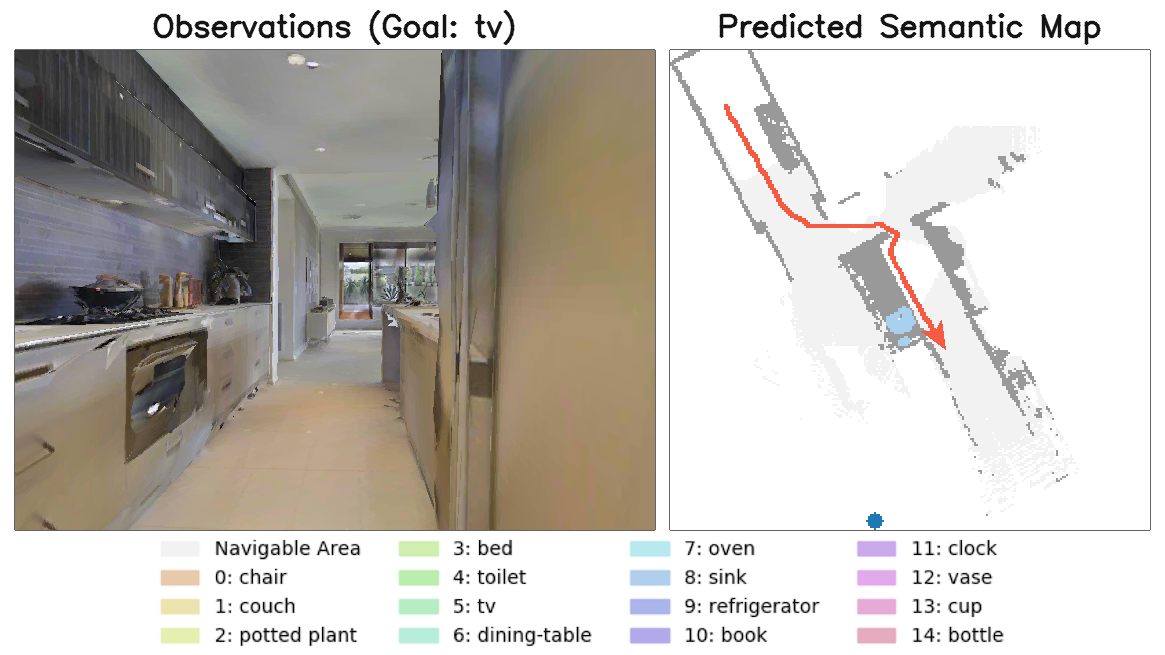 Observations (Goal: tv)
Predicted Semantic Map
Navigable Area
0: chair
1: couch
2: potted plant
3: bed
4: toilet
5: tv
6: dining-table
7: oven
8: sink
9: refrigerator
10: book
11: clock
12: vase
13: cup
14: bottle